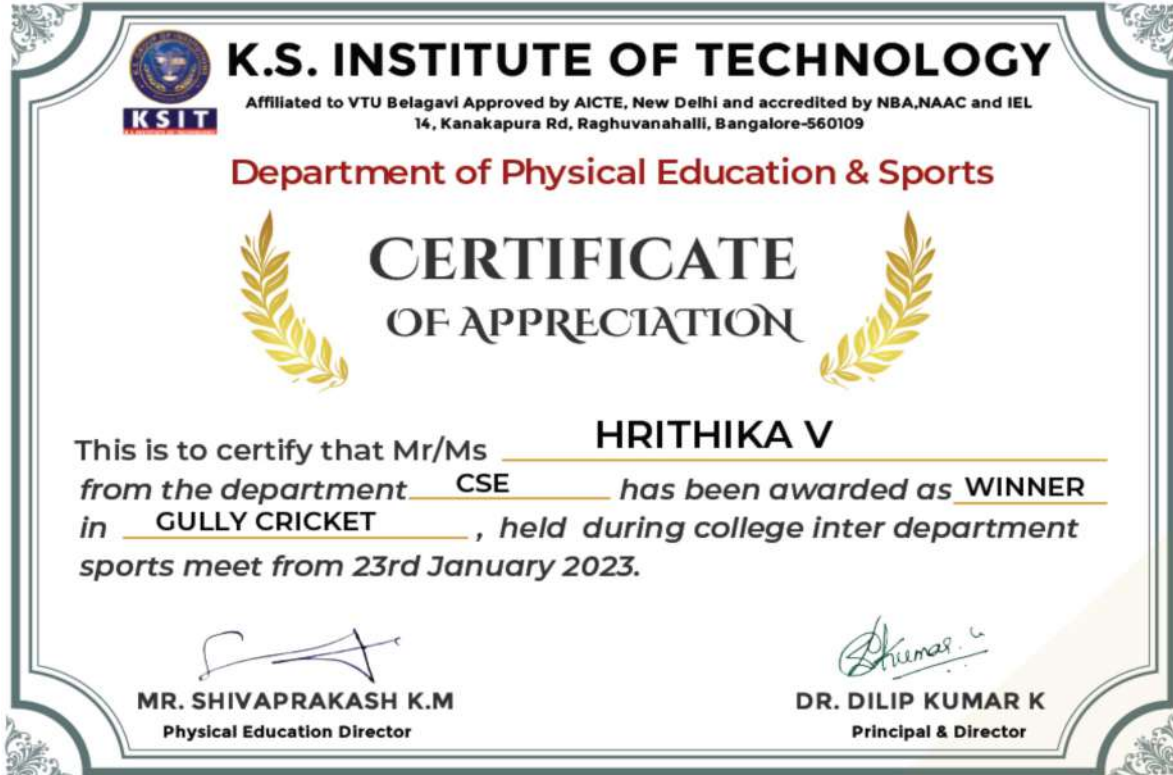 K.S. INSTITUTE OF TECHNOLOGY
KSIT
Affiliated to VTU Belagavi Approved by AICTE, New Delhi and accredited by NBA,NAAC and IEL
14, Kanakapura Rd, Raghuvanahalli, Bangalore-560109
Department of Physical Education & Sports
CERTIFICATE
OF APPRECIATION
This is to certify that Mr/Ms HRITHIKA V
from the department CSE has been awarded as WINNER
in GULLY CRICKET , held during college inter department
sports meet from 23rd January 2023.
MR. SHIVAPRAKASH K.M
Physical Education Director
DR. DILIP KUMAR K
Principal & Director